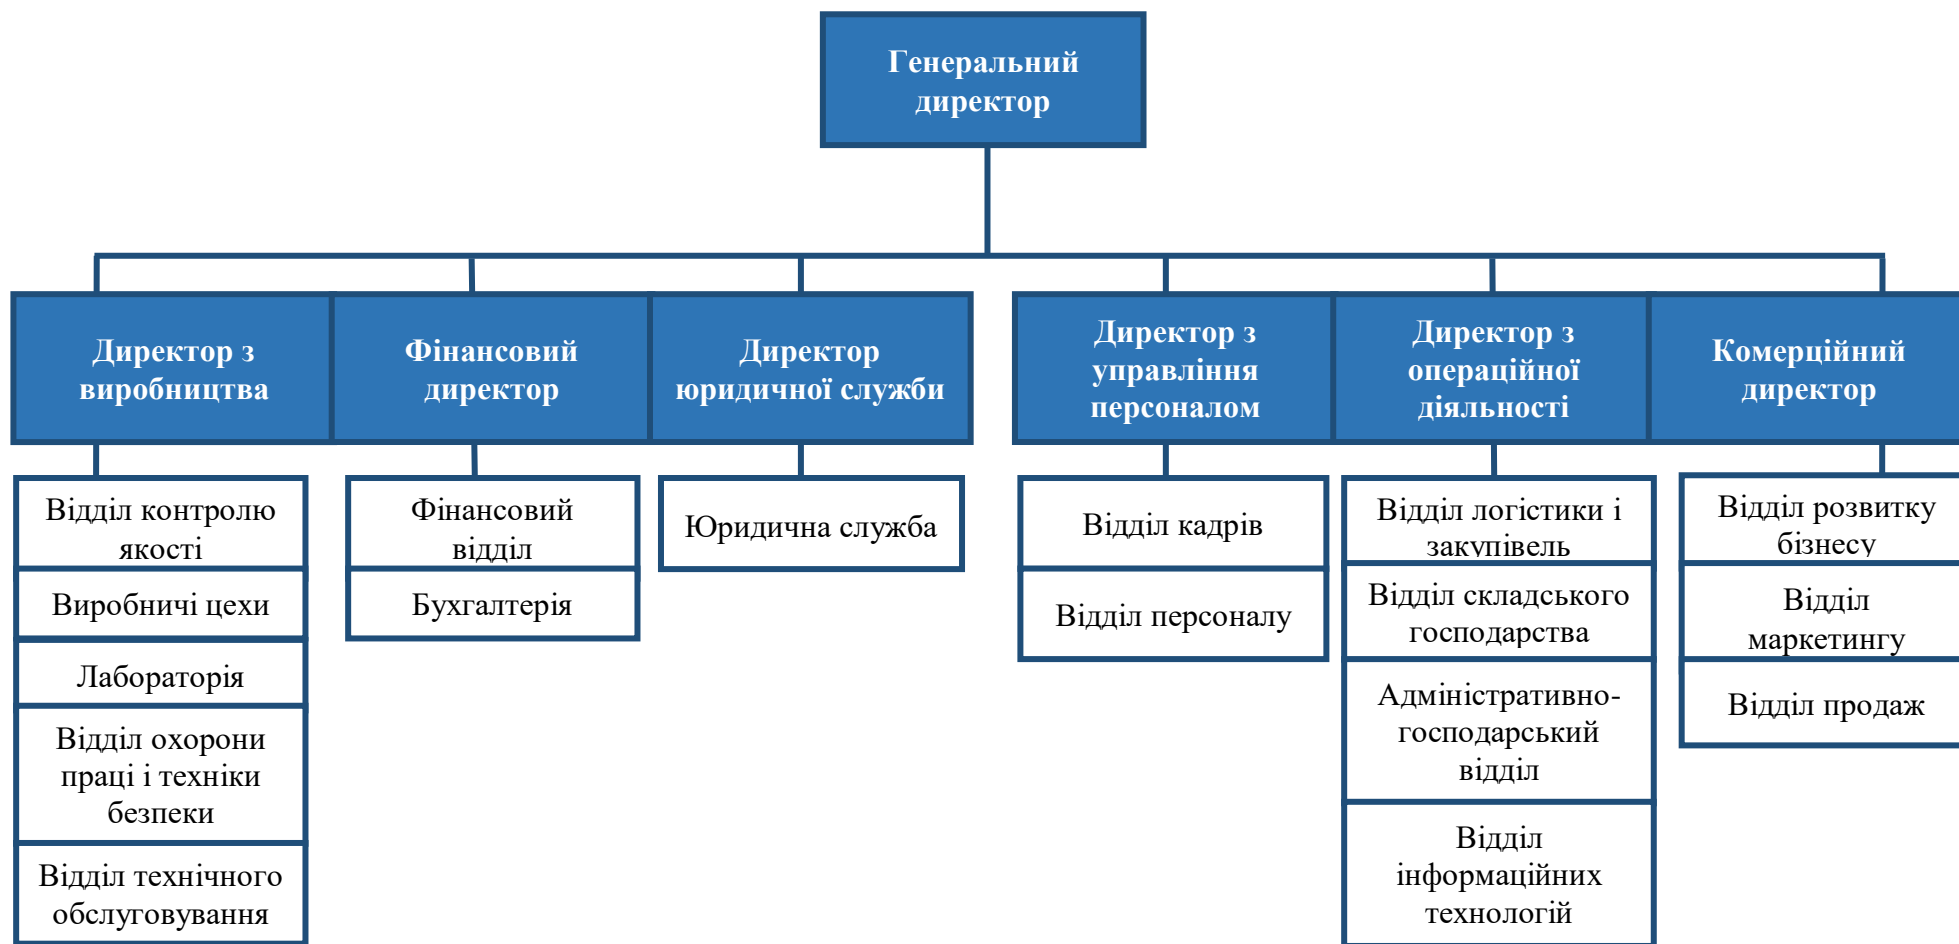 Генеральний
директор
Директор з
виробництва
Фінансовий
директор
Директор
юридичної служби
Директор з
управління
персоналом
Директор з
операційної
діяльності
Комерційний
директор
Відділ контролю
якості
Виробничі цехи
Лабораторія
Відділ охорони
праці і техніки
безпеки
Відділ технічного
обслуговування
Фінансовий
відділ
Бухгалтерія
Юридична служба
Відділ кадрів
Відділ персоналу
Відділ логістики і
закупівель
Відділ складського
господарства
Адміністративно-
господарський
відділ
Відділ
інформаційних
технологій
Відділ розвитку
бізнесу
Відділ
маркетингу
Відділ продаж